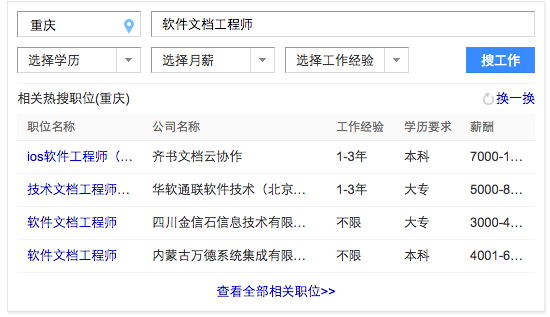 重庆 软件文档工程师
选择学历 选择月薪 选择工作经验 搜工作
相关热搜职位(重庆) 换一换
职位名称 公司名称 工作经验 学历要求 薪酬
ios软件工程师（... 齐书文档云协作 1-3年 本科 7000-1...
技术文档工程师... 华软通联软件技术（北京... 1-3年 大专 5000-8...
软件文档工程师 四川金信石信息技术有限... 不限 大专 3000-4...
软件文档工程师 内蒙古万德系统集成有限... 不限 本科 4001-6...
查看全部相关职位>>